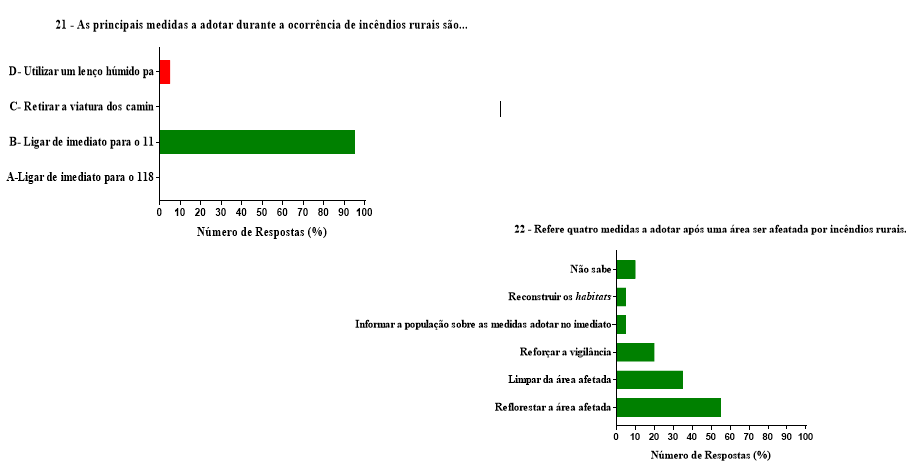 21 - As principais medidas a adotar durante a ocorrência de incêndios rurais são...
D- Utilizar um lenço húmido pa
C- Retirar a viatura dos camin
B- Ligar de imediato para o 11
A-Ligar de imediato para o 118
0 10 20 30 40 50 60 70 80 90 100
Número de Respostas (%)
22 - Refere quatro medidas a adotar após uma área ser afeatada por incêndios rurais.
Não sabe
Reconstruir os habitats
Informar a população sobre as medidas adotar no imediato
Reforçar a vigilância
Limpar da área afetada
Reflorestar a área afetada
0 10 20 30 40 50 60 70 80 90 100
Número de Respostas (%)